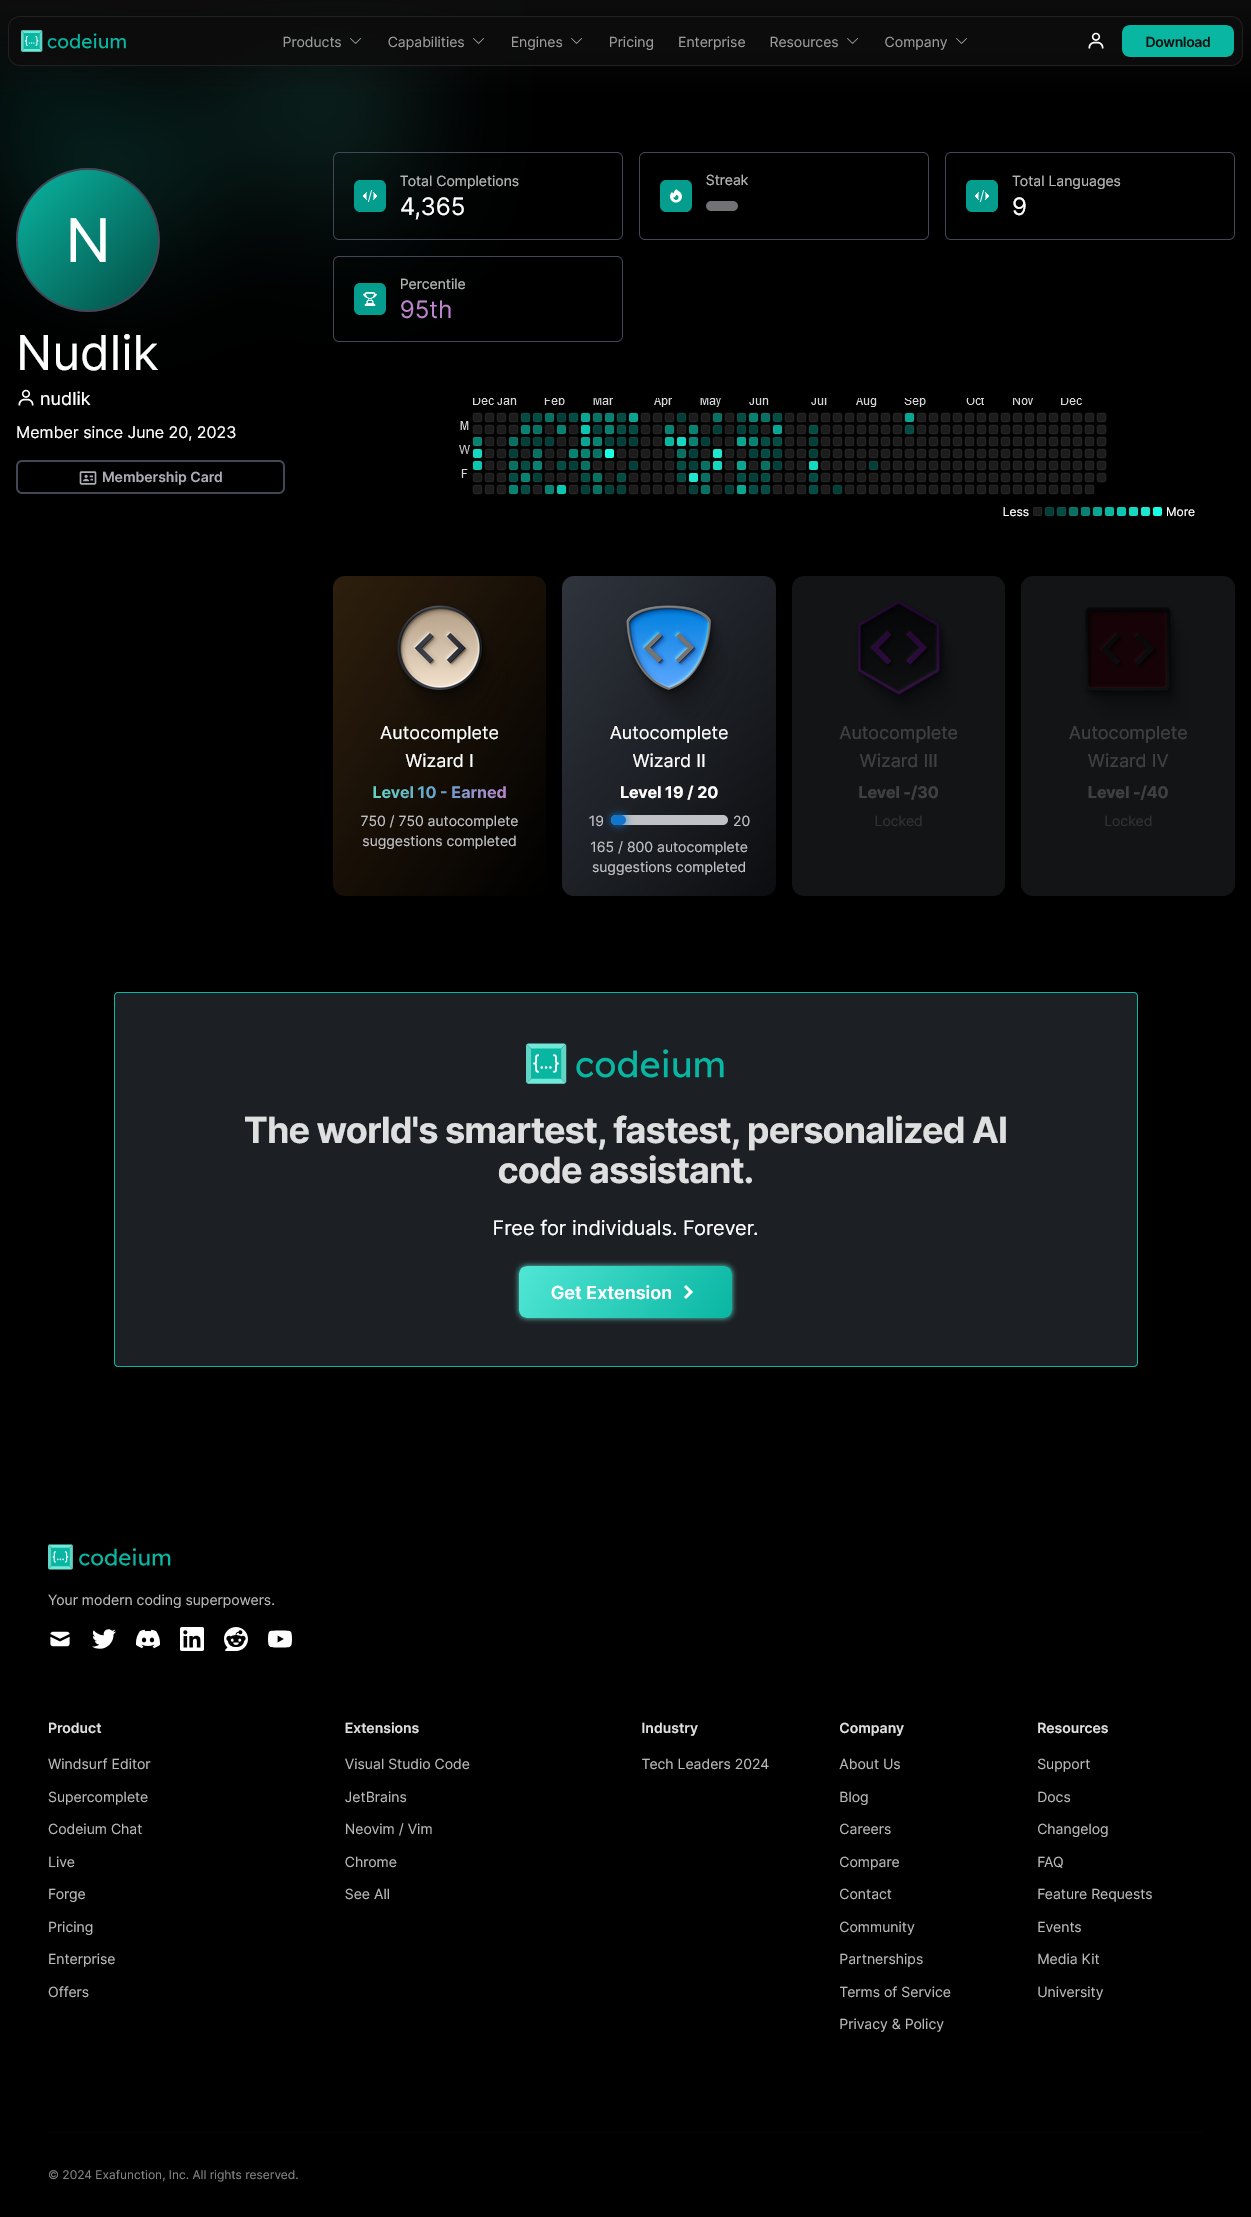 codeium
Products
Capabilities
Engines
Pricing
Enterprise
Resources
Company
Download
N
Nudlik
nudlik
Member since June 20, 2023
Membership Card
Total Completions
4,365
Streak
Total Languages
9
Percentile
95th
Dec Jan Feb Mar Apr May Jun Jul Aug Sep Oct Nov Dec
M
W
F
Less
More
Autocomplete
Wizard I
Level 10 - Earned
750 / 750 autocomplete
suggestions completed
Autocomplete
Wizard II
Level 19 / 20
19
20
165 / 800 autocomplete
suggestions completed
Autocomplete
Wizard III
Level -/30
Locked
Autocomplete
Wizard IV
Level -/40
Locked
{...} codeium
The world's smartest, fastest, personalized AI
code assistant.
Free for individuals. Forever.
Get Extension
codeium
Your modern coding superpowers.
Product
Windsurf Editor
Supercomplete
Codeium Chat
Live
Forge
Pricing
Enterprise
Offers
Extensions
Visual Studio Code
JetBrains
Neovim / Vim
Chrome
See All
Industry
Tech Leaders 2024
Company
About Us
Blog
Careers
Compare
Contact
Community
Partnerships
Terms of Service
Privacy & Policy
Resources
Support
Docs
Changelog
FAQ
Feature Requests
Events
Media Kit
University
© 2024 Exafunction, Inc. All rights reserved.